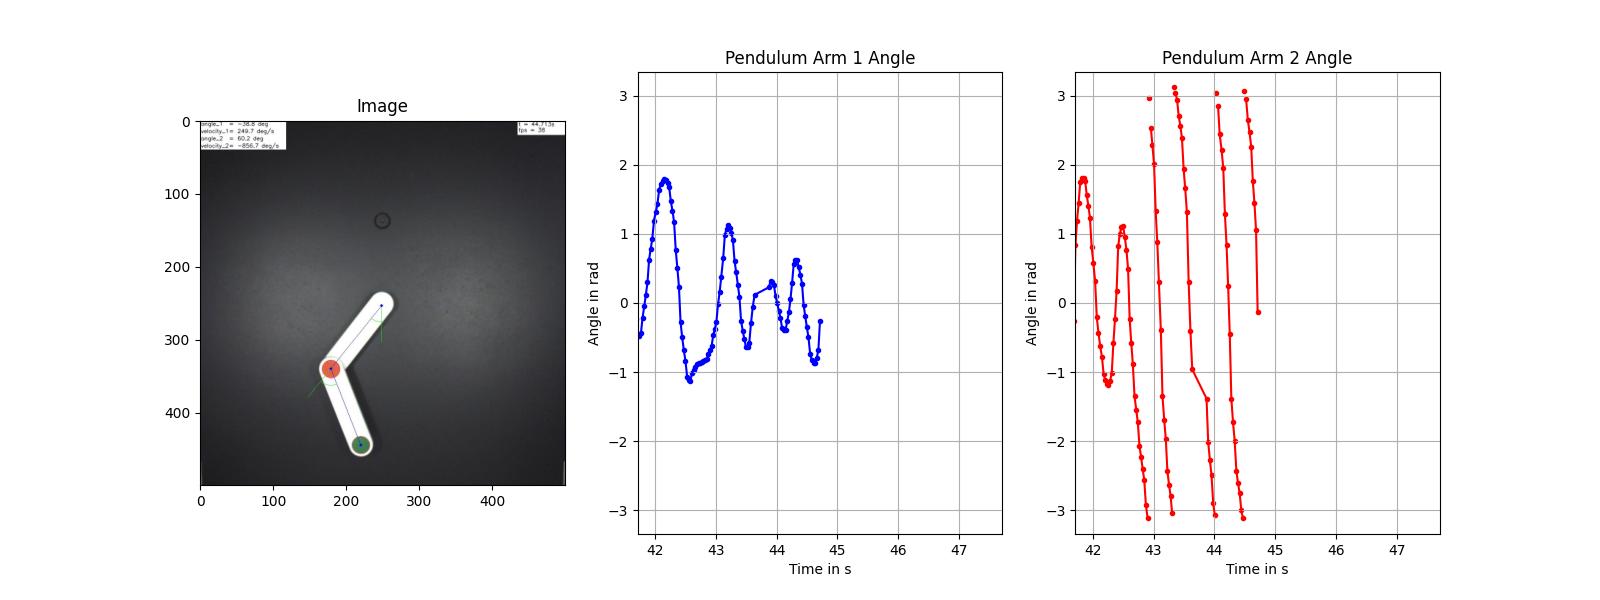 Image
Pendulum Arm 1 Angle
Pendulum Arm 2 Angle
angle_1 = -38.8 deg
velocity_1= 249.7 deg/s
angle_2 = 60.2 deg
velocity_2= -856.7 deg/s
t = 44.713s
fps = 38
0
100
200
300
400
0 100 200 300 400
Angle in rad
3
2
1
0
−1
−2
−3
42 43 44 45 46 47
Time in s
Angle in rad
3
2
1
0
−1
−2
−3
42 43 44 45 46 47
Time in s